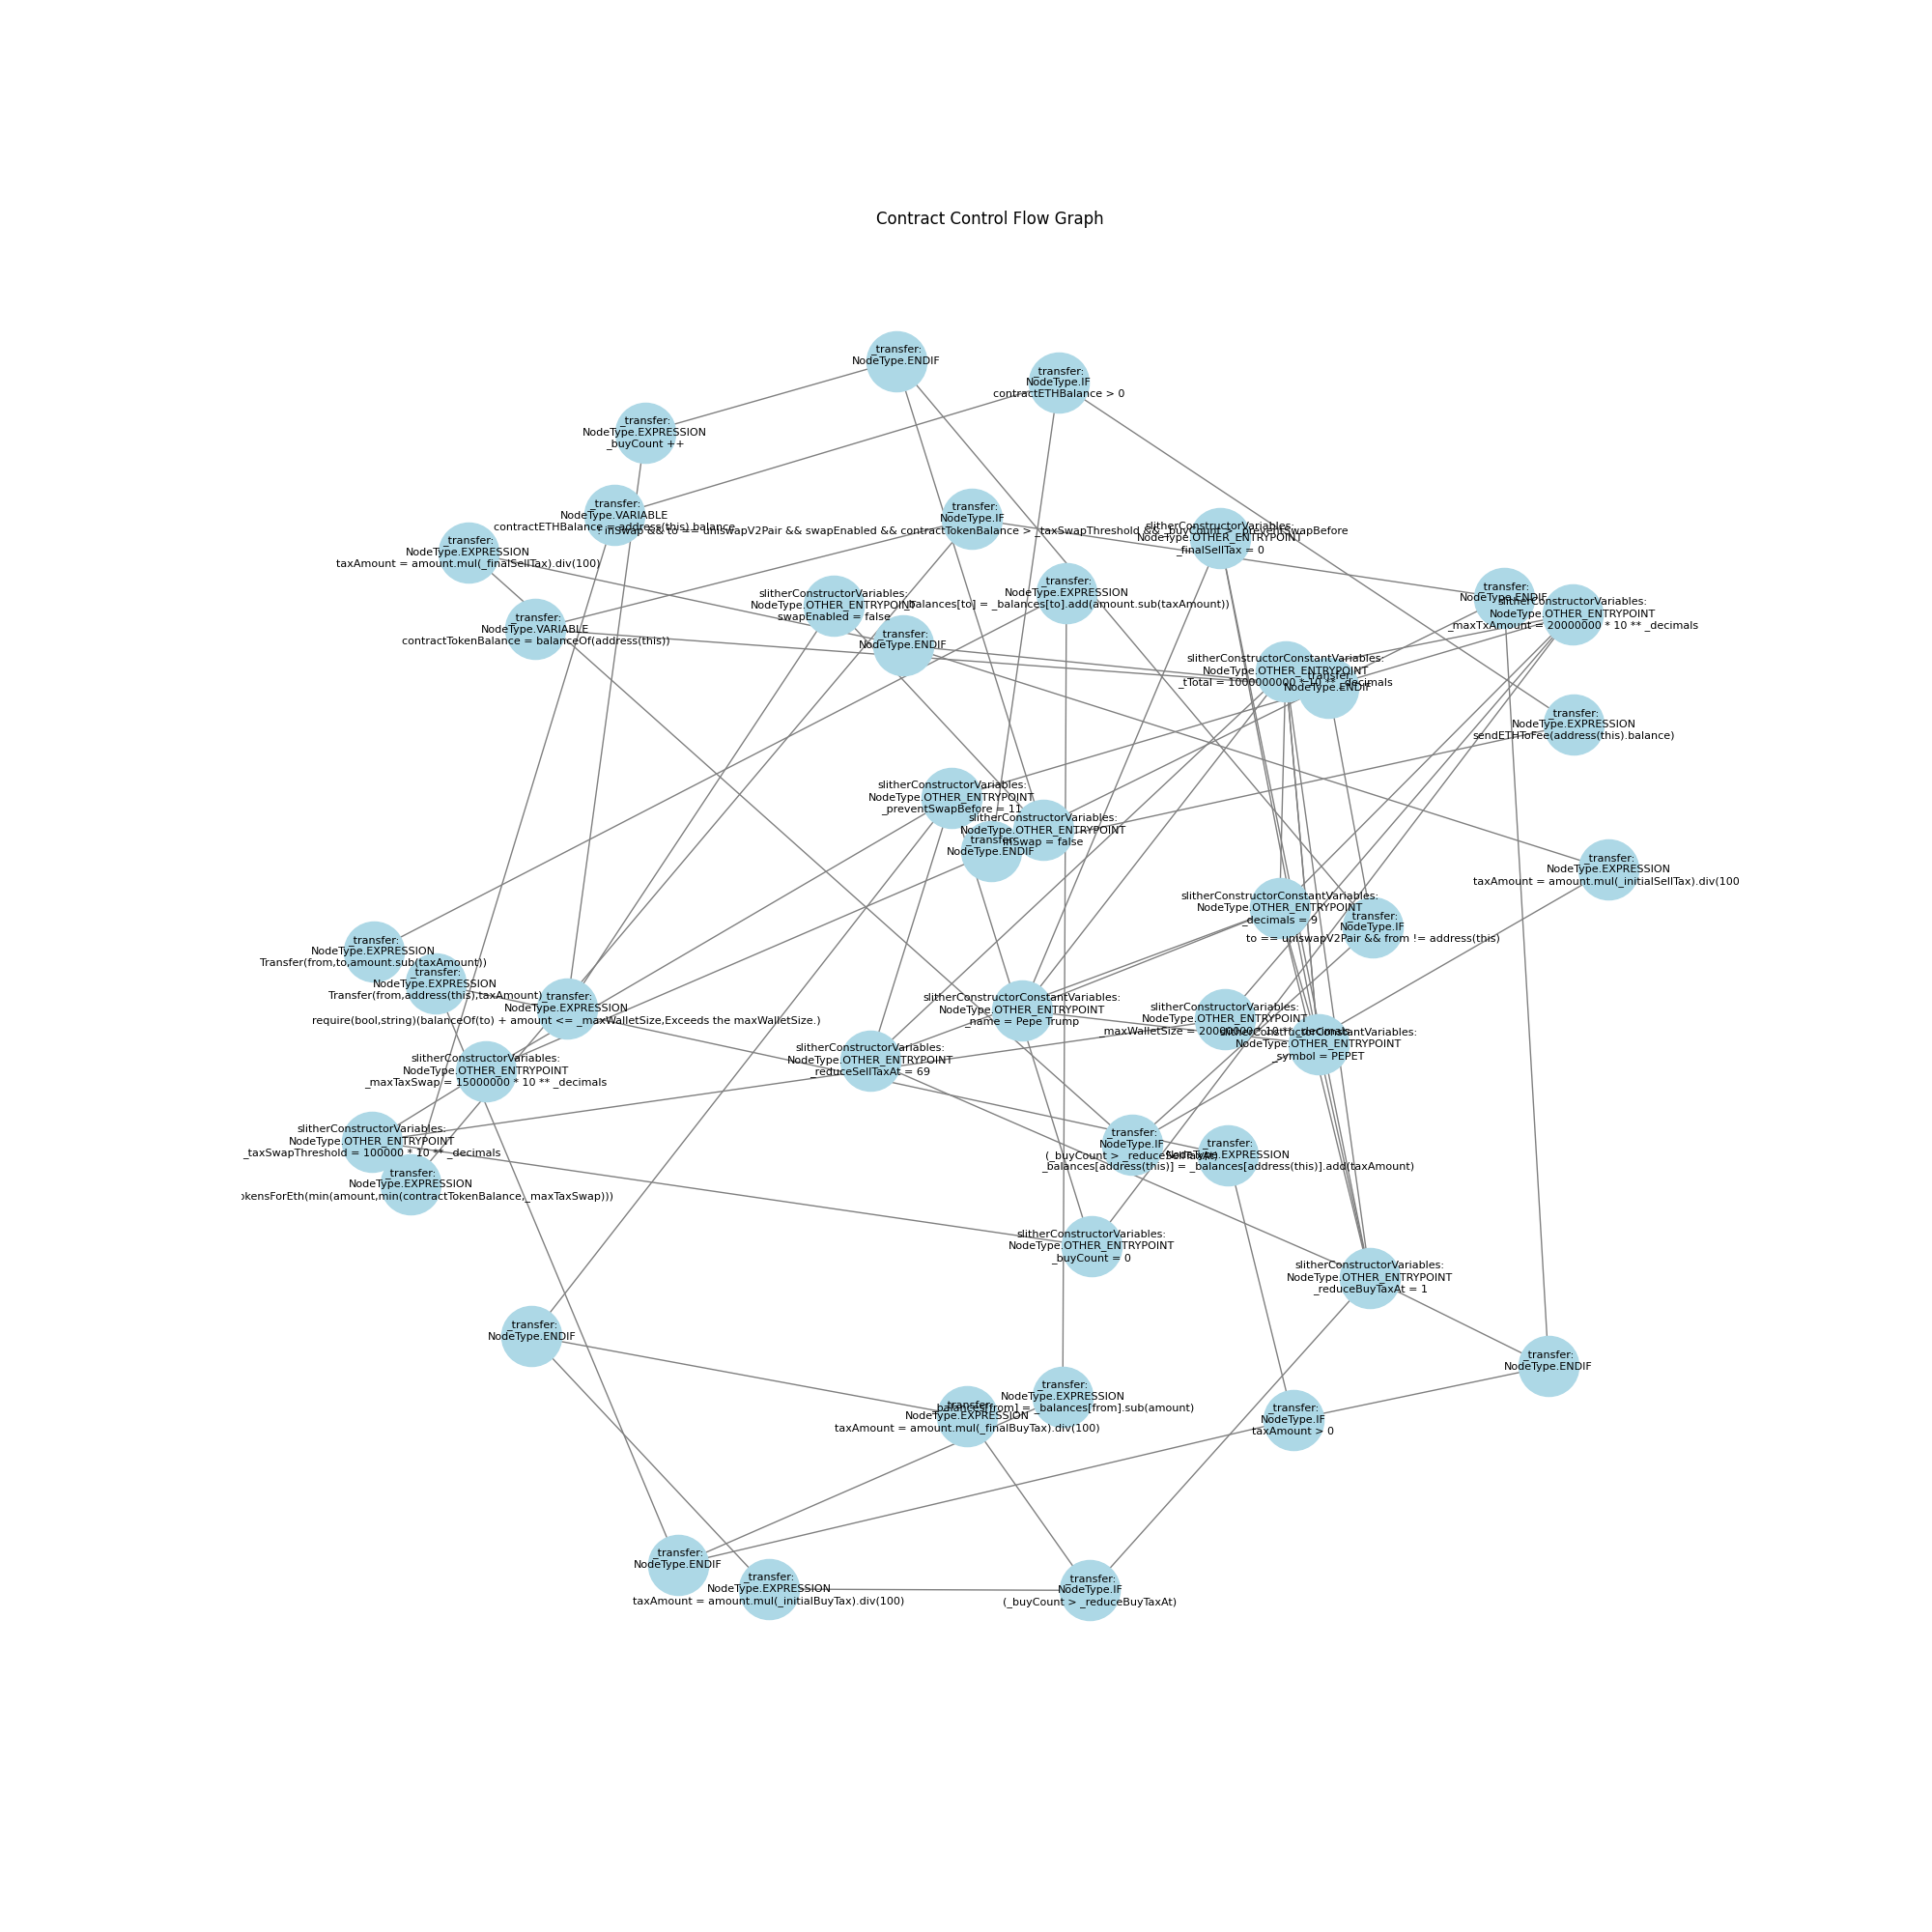 Contract Control Flow Graph
_transfer:
NodeType.ENDIF
_transfer:
NodeType.IF
contractETHBalance > 0
_transfer:
NodeType.EXPRESSION
_buyCount ++
_transfer:
NodeType.VARIABLE
contractETHBalance = address(this).balance
_transfer:
NodeType.IF
! inSwap && to == uniswapV2Pair && swapEnabled && contractTokenBalance > _taxSwapThreshold && _buyCount > _preventSwapBefore
slitherConstructorVariables:
NodeType.OTHER_ENTRYPOINT
_finalSellTax = 0
_transfer:
NodeType.EXPRESSION
taxAmount = amount.mul(_finalSellTax).div(100)
_transfer:
NodeType.EXPRESSION
_balances[to] = _balances[to].add(amount.sub(taxAmount))
_transfer:
NodeType.ENDIF
slitherConstructorVariables:
NodeType.OTHER_ENTRYPOINT
_maxTxAmount = 20000000 * 10 ** _decimals
slitherConstructorVariables:
NodeType.OTHER_ENTRYPOINT
swapEnabled = false
_transfer:
NodeType.VARIABLE
contractTokenBalance = balanceOf(address(this))
_transfer:
NodeType.ENDIF
slitherConstructorConstantVariables:
NodeType.OTHER_ENTRYPOINT
_tTotal = 1000000000 * 10 ** _decimals
_transfer:
NodeType.ENDIF
_transfer:
NodeType.EXPRESSION
sendETHToFee(address(this).balance)
slitherConstructorVariables:
NodeType.OTHER_ENTRYPOINT
_preventSwapBefore = 11
slitherConstructorVariables:
NodeType.OTHER_ENTRYPOINT
inSwap = false
_transfer:
NodeType.ENDIF
_transfer:
NodeType.EXPRESSION
taxAmount = amount.mul(_initialSellTax).div(100
slitherConstructorConstantVariables:
NodeType.OTHER_ENTRYPOINT
_decimals = 9
_transfer:
NodeType.IF
to == uniswapV2Pair && from != address(this)
_transfer:
NodeType.EXPRESSION
Transfer(from,to,amount.sub(taxAmount))
_transfer:
NodeType.EXPRESSION
Transfer(from,address(this),taxAmount)
_transfer:
NodeType.EXPRESSION
require(bool,string)(balanceOf(to) + amount <= _maxWalletSize,Exceeds the maxWalletSize.)
slitherConstructorConstantVariables:
NodeType.OTHER_ENTRYPOINT
_name = Pepe Trump
slitherConstructorVariables:
NodeType.OTHER_ENTRYPOINT
_maxWalletSize = 20000000 * 10 ** _decimals
slitherConstructorConstantVariables:
NodeType.OTHER_ENTRYPOINT
_symbol = PEPET
slitherConstructorVariables:
NodeType.OTHER_ENTRYPOINT
_reduceSellTaxAt = 69
slitherConstructorVariables:
NodeType.OTHER_ENTRYPOINT
_maxTaxSwap = 15000000 * 10 ** _decimals
slitherConstructorVariables:
NodeType.OTHER_ENTRYPOINT
_taxSwapThreshold = 100000 * 10 ** _decimals
_transfer:
NodeType.EXPRESSION
okensForEth(min(amount,min(contractTokenBalance,_maxTaxSwap)))
_transfer:
NodeType.IF
(_buyCount > _reduceSellTaxAt)
_transfer:
NodeType.EXPRESSION
_balances[address(this)] = _balances[address(this)].add(taxAmount)
slitherConstructorVariables:
NodeType.OTHER_ENTRYPOINT
_buyCount = 0
slitherConstructorVariables:
NodeType.OTHER_ENTRYPOINT
_reduceBuyTaxAt = 1
_transfer:
NodeType.ENDIF
_transfer:
NodeType.ENDIF
_transfer:
NodeType.EXPRESSION
_balances[from] = _balances[from].sub(amount)
_transfer:
NodeType.EXPRESSION
taxAmount = amount.mul(_finalBuyTax).div(100)
_transfer:
NodeType.IF
taxAmount > 0
_transfer:
NodeType.ENDIF
_transfer:
NodeType.EXPRESSION
taxAmount = amount.mul(_initialBuyTax).div(100)
_transfer:
NodeType.IF
(_buyCount > _reduceBuyTaxAt)